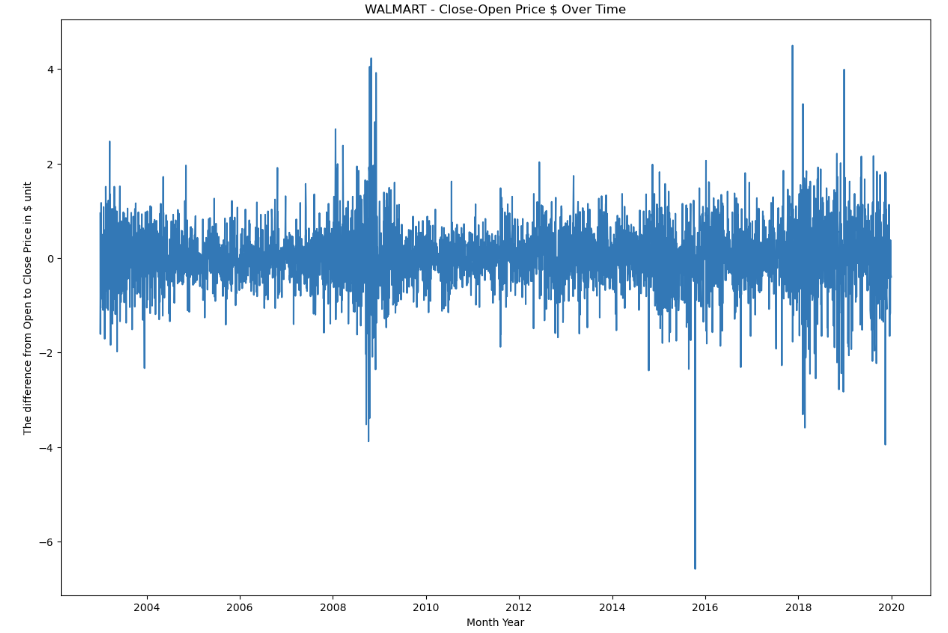 WALMART - Close-Open Price $ Over Time
The difference from Open to Close Price in $ unit
4
2
0
−2
−4
−6
2004 2006 2008 2010 2012 2014 2016 2018 2020
Month Year